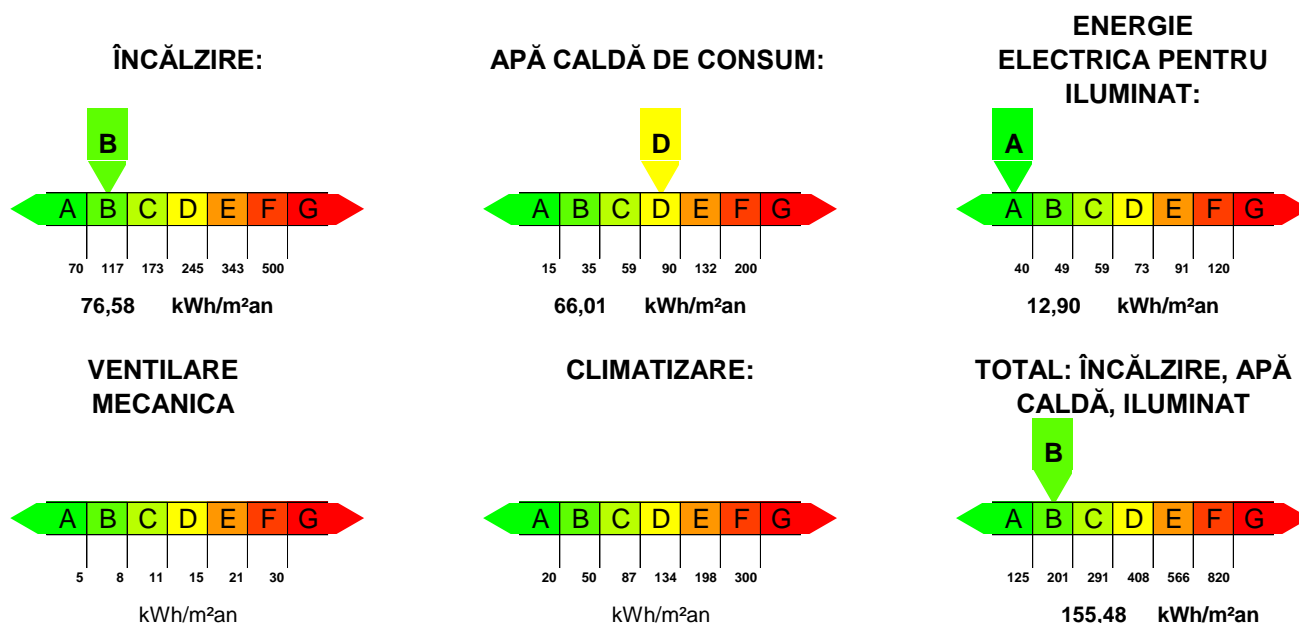 ÎNCĂLZIRE:
B
A B C D E F G
70 117 173 245 343 500
76,58 kWh/m²an
APĂ CALDĂ DE CONSUM:
D
A B C D E F G
15 35 59 90 132 200
66,01 kWh/m²an
ENERGIE
ELECTRICA PENTRU
ILUMINAT:
A
A B C D E F G
40 49 59 73 91 120
12,90 kWh/m²an
VENTILARE
MECANICA
A B C D E F G
5 8 11 15 21 30
kWh/m²an
CLIMATIZARE:
A B C D E F G
20 50 87 134 198 300
kWh/m²an
TOTAL: ÎNCĂLZIRE, APĂ
CALDĂ, ILUMINAT
B
A B C D E F G
125 201 291 408 566 820
155,48 kWh/m²an